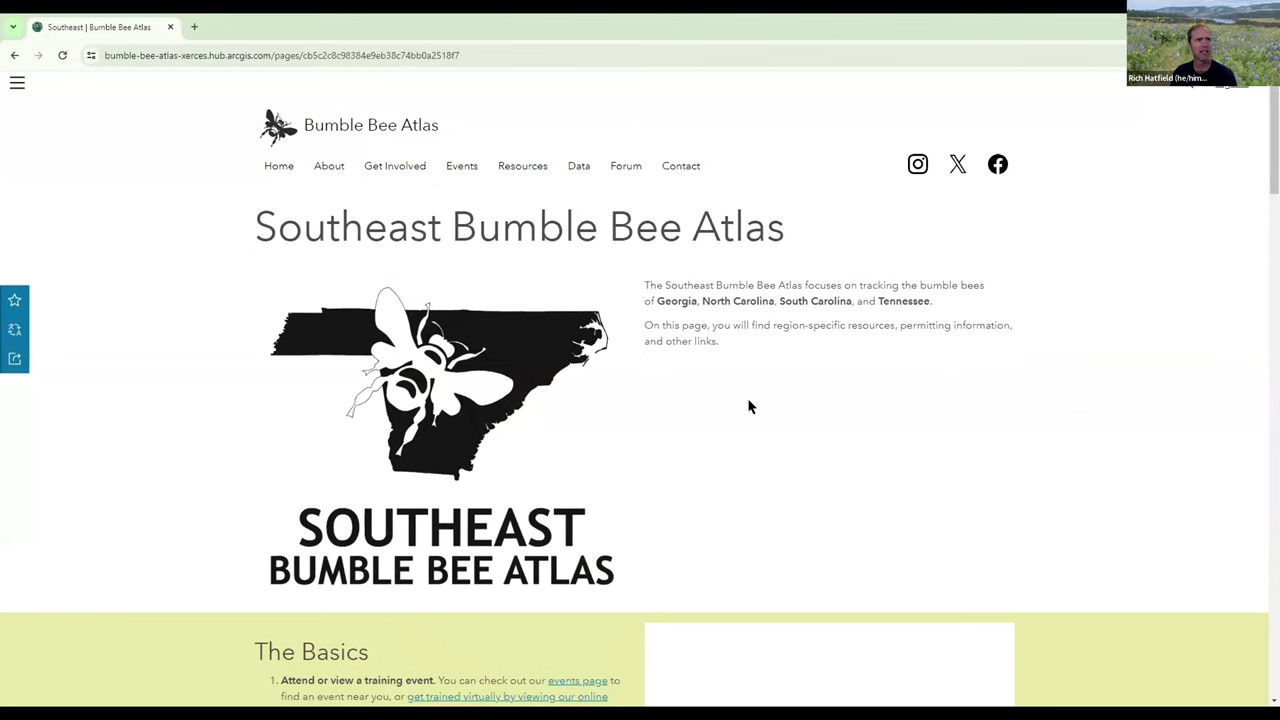 Southeast | Bumble Bee Atlas
bumble-bee-atlas-xerces.hub.arcgis.com/pages/cb5c2c8c98384e9eb38c74bb0a2518f7
Rich Hatfield (he/him...
Bumble Bee Atlas
Home About Get Involved Events Resources Data Forum Contact
Southeast Bumble Bee Atlas
The Southeast Bumble Bee Atlas focuses on tracking the bumble bees
of Georgia, North Carolina, South Carolina, and Tennessee.
On this page, you will find region-specific resources, permitting information,
and other links.
SOUTHEAST
BUMBLE BEE ATLAS
The Basics
1. Attend or view a training event. You can check out our events page to
find an event near you, or get trained virtually by viewing our online